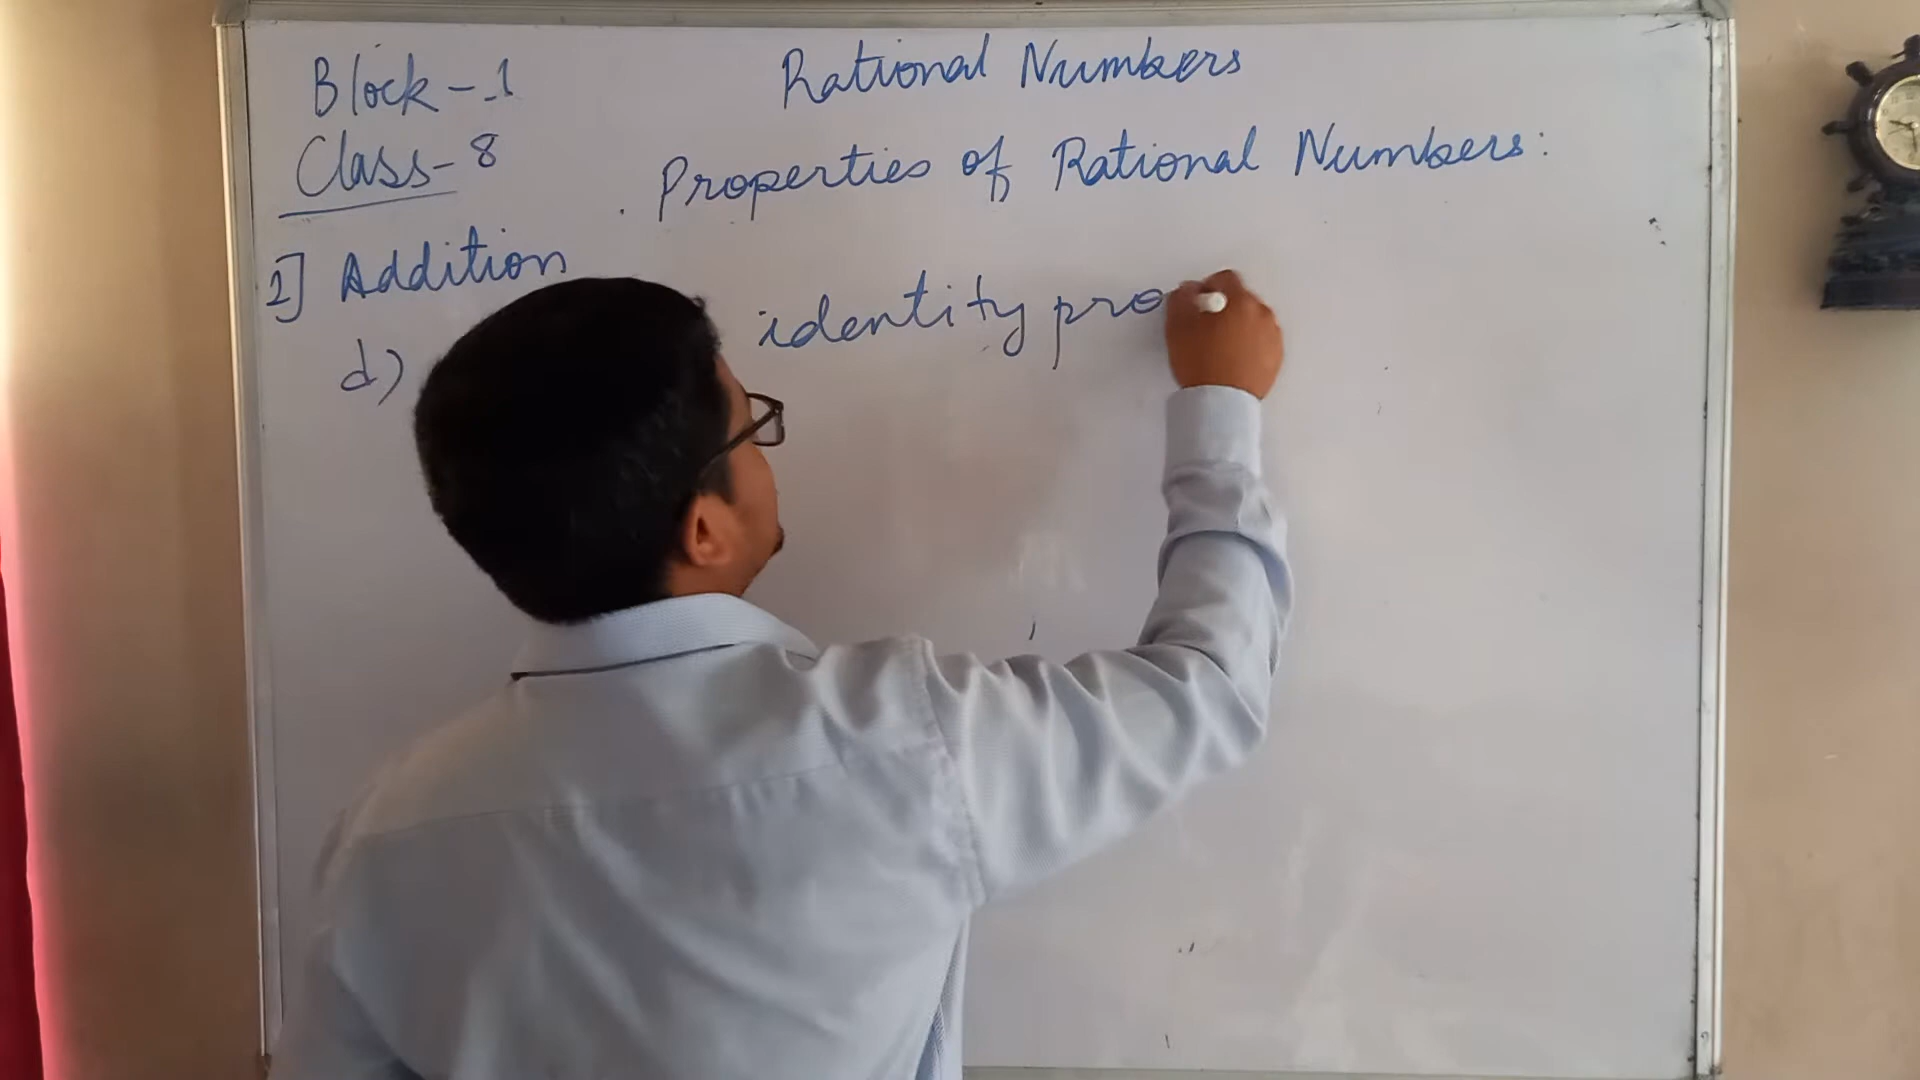 Block-1
Rational Numbers
Class-8
Properties of Rational Numbers:
1] Addition
d) identity pro